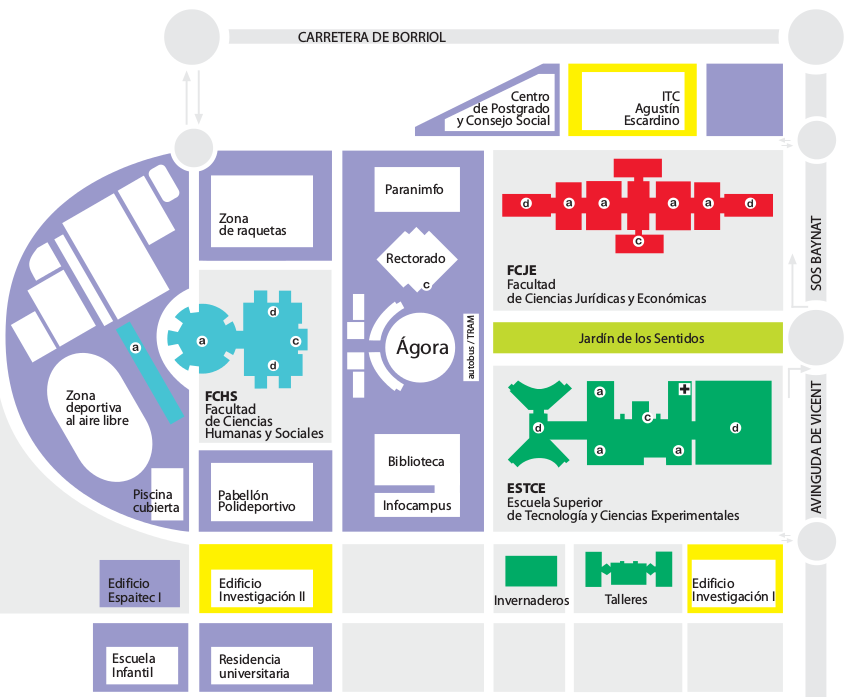 CARRETERA DE BORRIOL
Centro
de Postgrado
y Consejo Social
ITC
Agustín
Escardino
Zona
de raquetas
Paranimfo
Rectorado
c
d
a
a
a
a
d
c
FCJE
Facultad
de Ciencias Jurídicas y Económicas
SOS BAYNAT
Jardín de los Sentidos
a
Zona
deportiva
al aire libre
Piscina
cubierta
a
d
c
d
FCHS
Facultad
de Ciencias
Humanas y Sociales
Ágora
autobus / TRAM
Pabellón
Polideportivo
Biblioteca
Infocampus
a
c
d
a
a
d
ESTCE
Escuela Superior
de Tecnología y Ciencias Experimentales
AVINGUDA DE VICENT
Edificio
Espaitec I
Edificio
Investigación II
Invernaderos
Talleres
Edificio
Investigación I
Escuela
Infantil
Residencia
universitaria